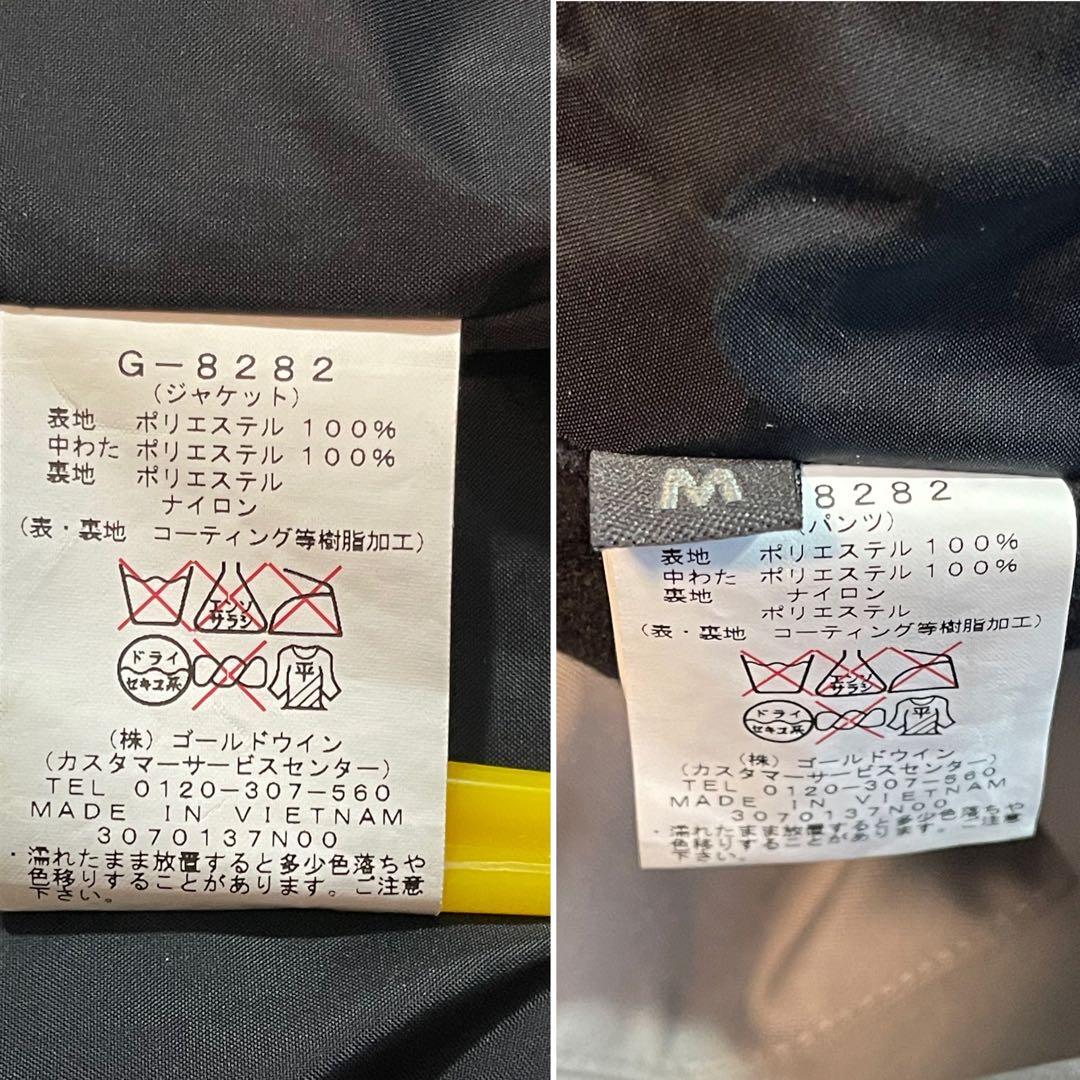 G-8282
(ジャケット)
表地 ポリエステル 100%
中わた ポリエステル 100%
裏地 ポリエステル
ナイロン
(表・裏地 コーティング等樹脂加工)
エンソ
サラシ
ドライ
セキユ系
平
(株) ゴールドウイン
(カスタマーサービスセンター)
TEL 0120-307-560
MADE IN VIETNAM
3070137N00
・濡れたまま放置すると多少色落ちや
色移りすることがあります。ご注意
下さい。
M
8282
パンツ)
表地 ポリエステル 100%
中わた ポリエステル 100%
裏地 ナイロン
ポリエステル
(表・裏地 コーティング等樹脂加工)
エンソ
サラシ
ドライ
セキユ系
平
(株) ゴールドウイン
(カスタマーサービスセンター)
TEL 0120-307-560
MADE IN VIETNAM
3070137N00
・濡れたまま放置すると多少色落ちや
色移りすることがあります。ご注意
下さい。